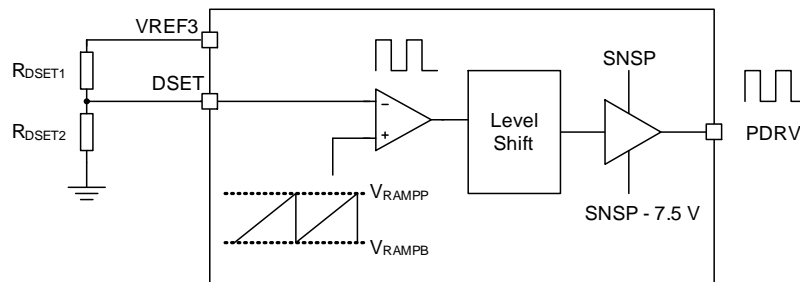 VREF3
RDSET1
DSET
RDSET2
−
+
SNSP
Level
Shift
PDRV
SNSP - 7.5 V
VRAMPP
VRAMPB